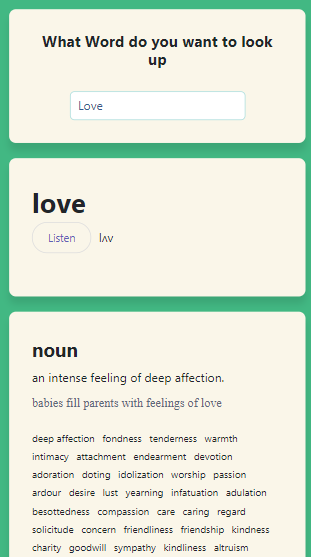 What Word do you want to look
up
Love
love
Listen lʌv
noun
an intense feeling of deep affection.
babies fill parents with feelings of love
deep affection fondness tenderness warmth
intimacy attachment endearment devotion
adoration doting idolization worship passion
ardour desire lust yearning infatuation adulation
besottedness compassion care caring regard
solicitude concern friendliness friendship kindness
charity goodwill sympathy kindliness altruism